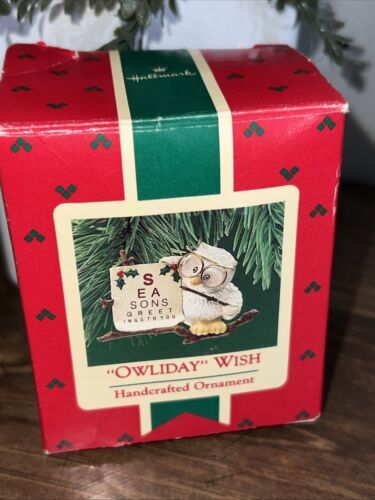 Hallmark
S
EA
SONS
GREET
INGS TO YOU
"OWLIDAY" WISH
Handcrafted Ornament